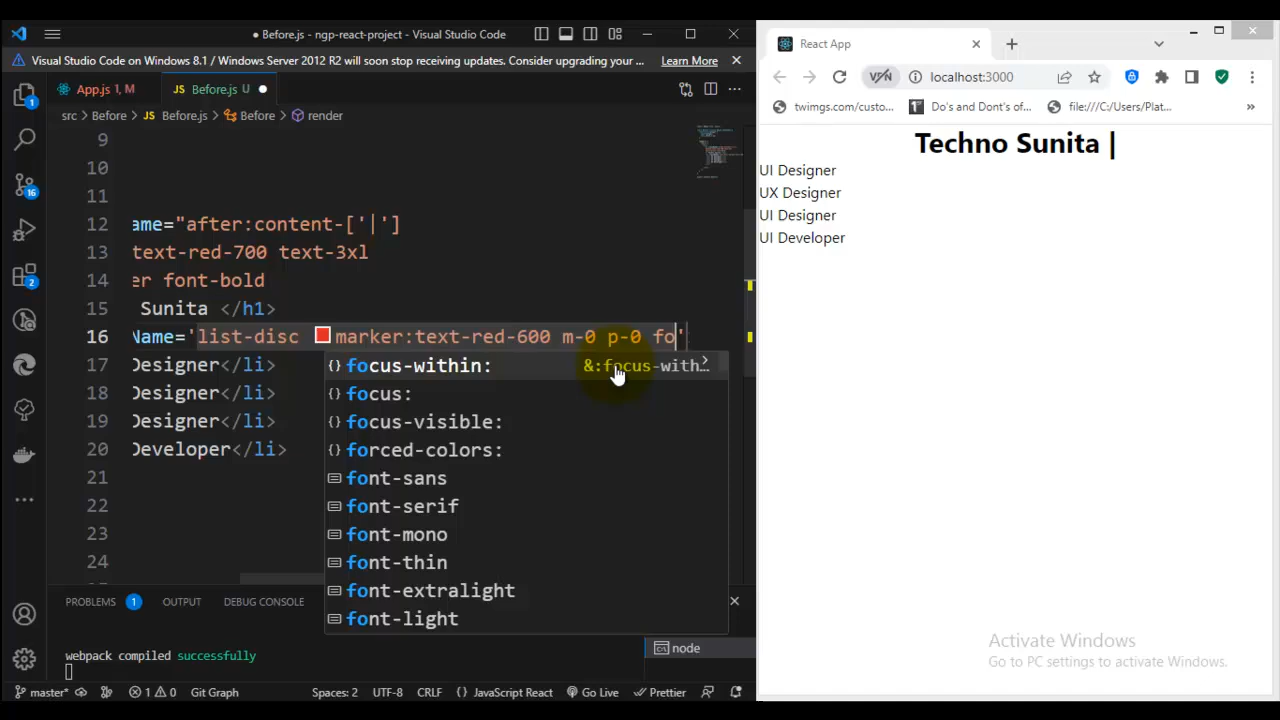 ● Before.js - ngp-react-project - Visual Studio Code
Visual Studio Code on Windows 8.1 / Windows Server 2012 R2 will soon stop receiving updates. Consider upgrading your ... Learn More
App.js 1, M
JS Before.js U ●
src > Before > JS Before.js > Before > render
9
10
11
12 ame="after:content-['|']
13 text-red-700 text-3xl
14 er font-bold
15 Sunita </h1>
16 Name='list-disc marker:text-red-600 m-0 p-0 fo'
17 Designer</li>
18 Designer</li>
19 Designer</li>
20 Developer</li>
21
22
23
24
{} focus-within: &:focus-with...
{} focus:
{} focus-visible:
{} forced-colors:
font-sans
font-serif
font-mono
font-thin
font-extralight
font-light
1
16
2
PROBLEMS 1 OUTPUT DEBUG CONSOLE
webpack compiled successfully
node
master* 1 0 Git Graph Spaces: 2 UTF-8 CRLF {} JavaScript React Go Live Prettier
React App
VPN localhost:3000
twimgs.com/custo... Do's and Dont's of... file:///C:/Users/Plat... »
Techno Sunita |
UI Designer
UX Designer
UI Designer
UI Developer
Activate Windows
Go to PC settings to activate Windows.